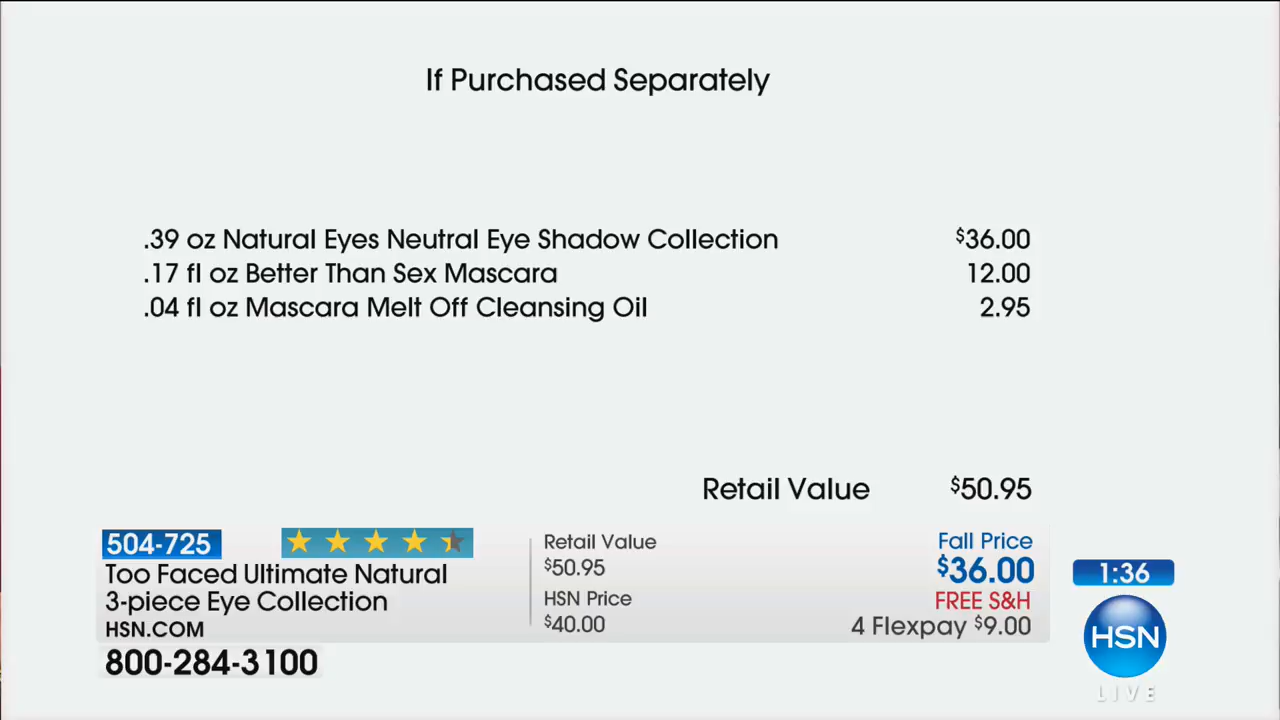 If Purchased Separately
.39 oz Natural Eyes Neutral Eye Shadow Collection $36.00
.17 fl oz Better Than Sex Mascara 12.00
.04 fl oz Mascara Melt Off Cleansing Oil 2.95
Retail Value $50.95
504-725
Too Faced Ultimate Natural
3-piece Eye Collection
HSN.COM
800-284-3100
Retail Value
$50.95
HSN Price
$40.00
Fall Price
$36.00
FREE S&H
4 Flexpay $9.00
1:36
HSN
LIVE